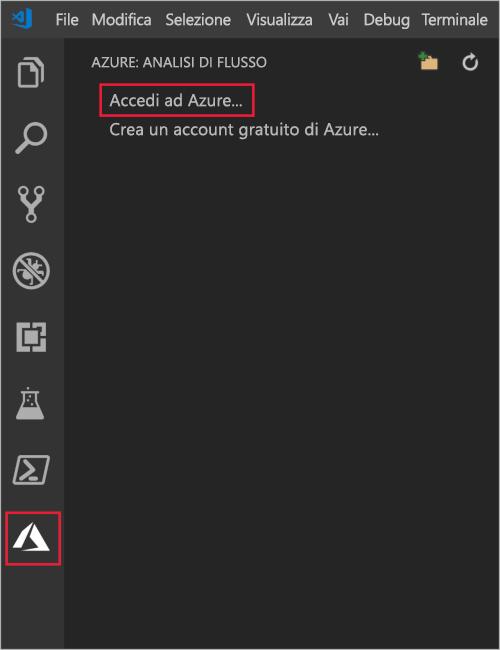 File Modifica Selezione Visualizza Vai Debug Terminale
AZURE: ANALISI DI FLUSSO
Accedi ad Azure...
Crea un account gratuito di Azure...